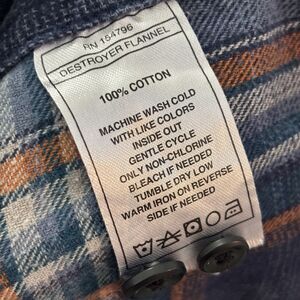 RN 154796
DESTROYER FLANNEL
100% COTTON
MACHINE WASH COLD
WITH LIKE COLORS
INSIDE OUT
GENTLE CYCLE
ONLY NON-CHLORINE
BLEACH IF NEEDED
TUMBLE DRY LOW
WARM IRON ON REVERSE
SIDE IF NEEDED